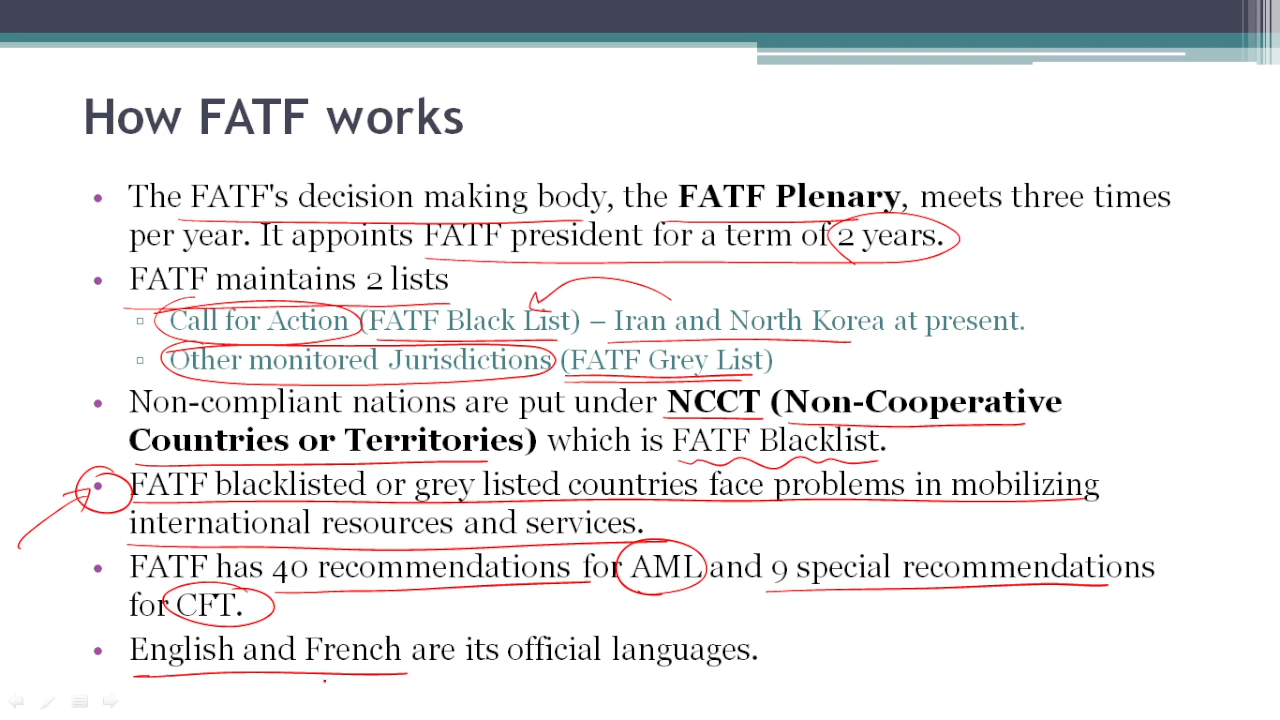 How FATF works
• The FATF's decision making body, the FATF Plenary, meets three times
per year. It appoints FATF president for a term of 2 years.
• FATF maintains 2 lists
▫ Call for Action (FATF Black List) – Iran and North Korea at present.
▫ Other monitored Jurisdictions (FATF Grey List)
• Non-compliant nations are put under NCCT (Non-Cooperative
Countries or Territories) which is FATF Blacklist.
• FATF blacklisted or grey listed countries face problems in mobilizing
international resources and services.
• FATF has 40 recommendations for AML and 9 special recommendations
for CFT.
• English and French are its official languages.